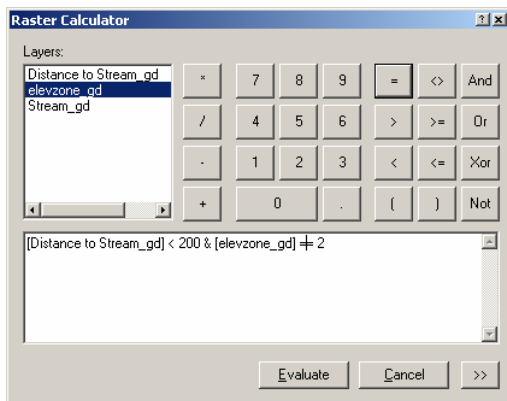 Raster Calculator
Layers:
Distance to Stream_gd
elevzone_gd
Stream_gd
* 7 8 9 = <> And
/ 4 5 6 > >= Or
- 1 2 3 < <= Xor
+ 0 . ( ) Not
[Distance to Stream_gd] < 200 & [elevzone_gd] == 2
Evaluate Cancel >>